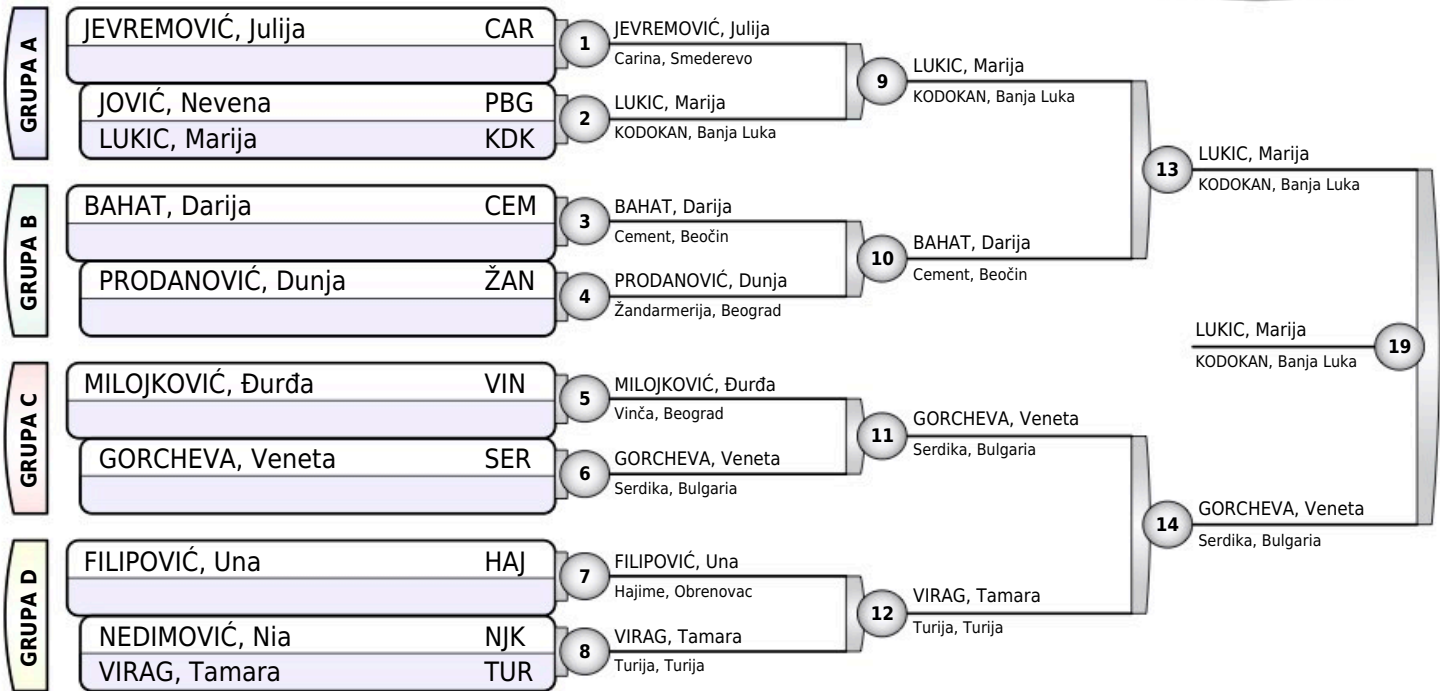 GRUPA A
JEVREMOVIĆ, Julija CAR
JOVIĆ, Nevena PBG
LUKIC, Marija KDK
GRUPA B
BAHAT, Darija CEM
PRODANOVIĆ, Dunja ŽAN
GRUPA C
MILOJKOVIĆ, Đurđa VIN
GORCHEVA, Veneta SER
GRUPA D
FILIPOVIĆ, Una HAJ
NEDIMOVIĆ, Nia NJK
VIRAG, Tamara TUR
1
JEVREMOVIĆ, Julija
Carina, Smederevo
2
LUKIC, Marija
KODOKAN, Banja Luka
3
BAHAT, Darija
Cement, Beočin
4
PRODANOVIĆ, Dunja
Žandarmerija, Beograd
5
MILOJKOVIĆ, Đurđa
Vinča, Beograd
6
GORCHEVA, Veneta
Serdika, Bulgaria
7
FILIPOVIĆ, Una
Hajime, Obrenovac
8
VIRAG, Tamara
Turija, Turija
9
LUKIC, Marija
KODOKAN, Banja Luka
10
BAHAT, Darija
Cement, Beočin
11
GORCHEVA, Veneta
Serdika, Bulgaria
12
VIRAG, Tamara
Turija, Turija
13
LUKIC, Marija
KODOKAN, Banja Luka
14
GORCHEVA, Veneta
Serdika, Bulgaria
LUKIC, Marija
KODOKAN, Banja Luka
19